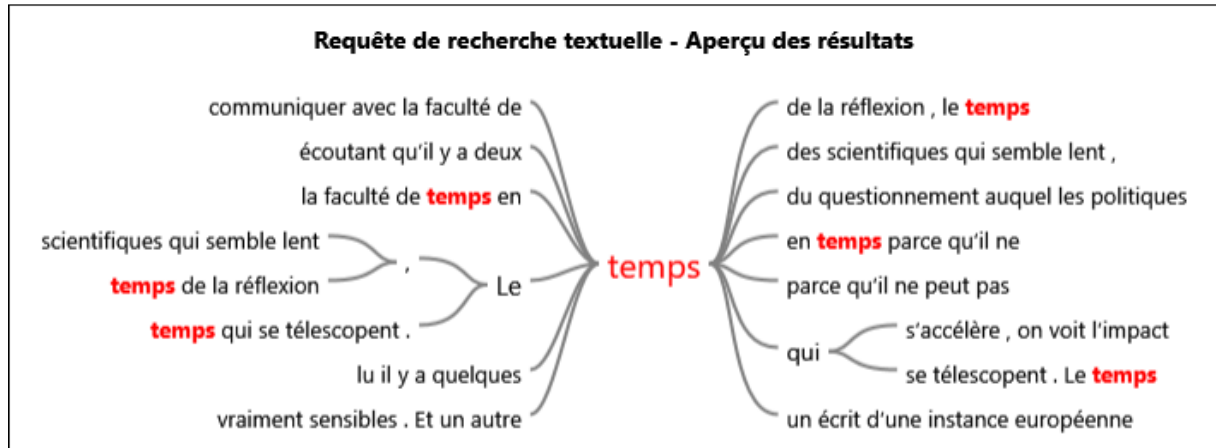 Requête de recherche textuelle - Aperçu des résultats
communiquer avec la faculté de
écoutant qu'il y a deux
la faculté de temps en
scientifiques qui semble lent
temps de la réflexion
,
temps qui se télescopent .
Le
lu il y a quelques
vraiment sensibles . Et un autre
temps
de la réflexion , le temps
des scientifiques qui semble lent ,
du questionnement auquel les politiques
en temps parce qu'il ne
parce qu'il ne peut pas
qui
s'accélère , on voit l'impact
se télescopent . Le temps
un écrit d'une instance européenne